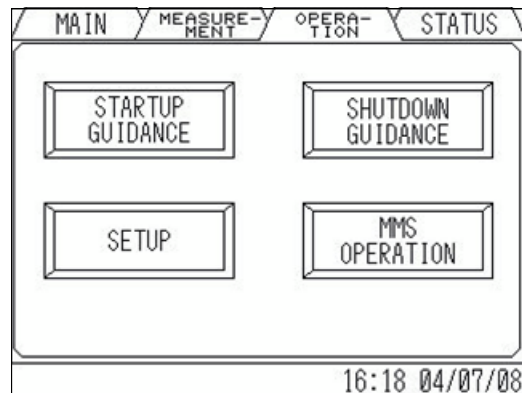 MAIN
MEASURE-
MENT
OPERA-
TION
STATUS
STARTUP
GUIDANCE
SHUTDOWN
GUIDANCE
SETUP
MMS
OPERATION
16:18 04/07/08